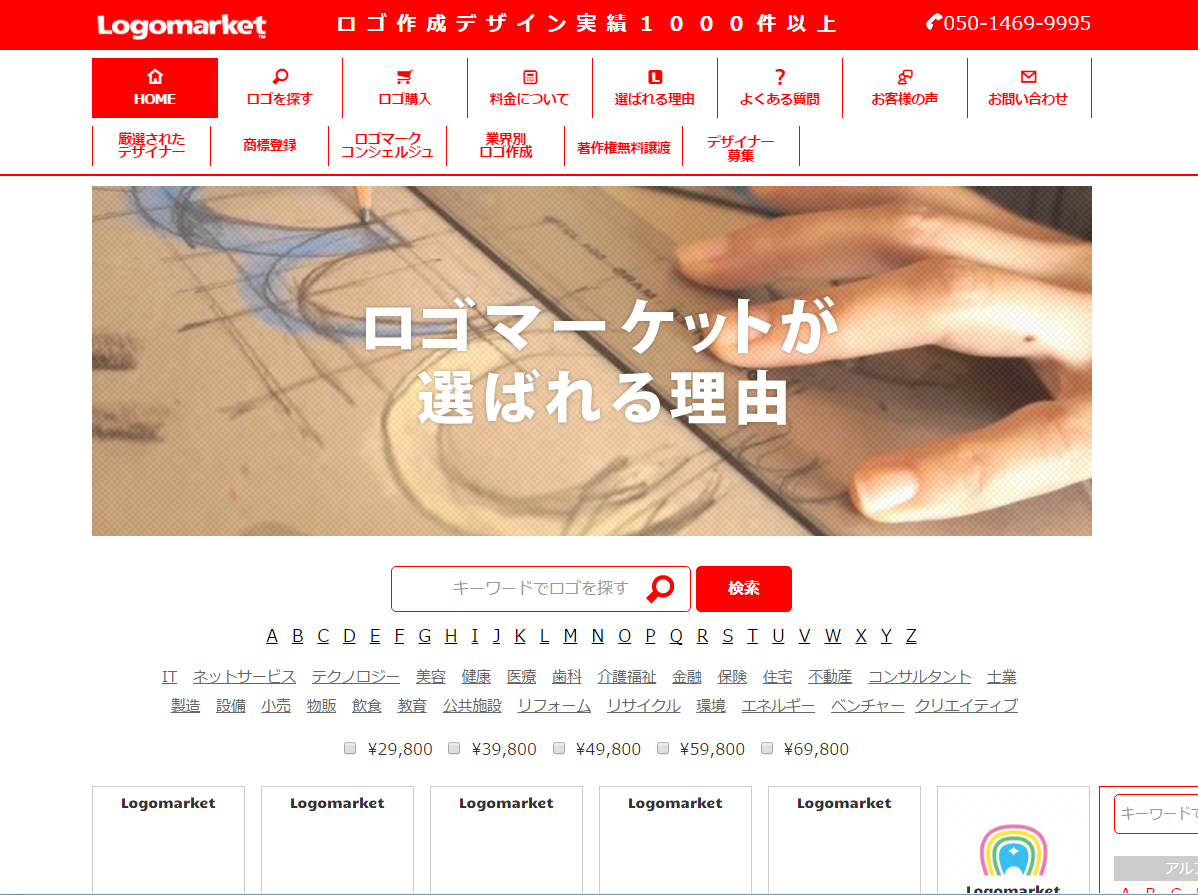 Logomarket™
ロゴ作成デザイン実績1000件以上
050-1469-9995
HOME
ロゴを探す
ロゴ購入
料金について
選ばれる理由
よくある質問
お客様の声
お問い合わせ
厳選された
デザイナー
商標登録
ロゴマーク
コンシェルジュ
業界別
ロゴ作成
著作権無料譲渡
デザイナー
募集
ロゴマーケットが
選ばれる理由
キーワードでロゴを探す
検索
A B C D E F G H I J K L M N O P Q R S T U V W X Y Z
IT ネットサービス テクノロジー 美容 健康 医療 歯科 介護福祉 金融 保険 住宅 不動産 コンサルタント 士業
製造 設備 小売 物販 飲食 教育 公共施設 リフォーム リサイクル 環境 エネルギー ベンチャー クリエイティブ
¥29,800 ¥39,800 ¥49,800 ¥59,800 ¥69,800
Logomarket
Logomarket
Logomarket
Logomarket
Logomarket
Logomarket
キーワードで
アル